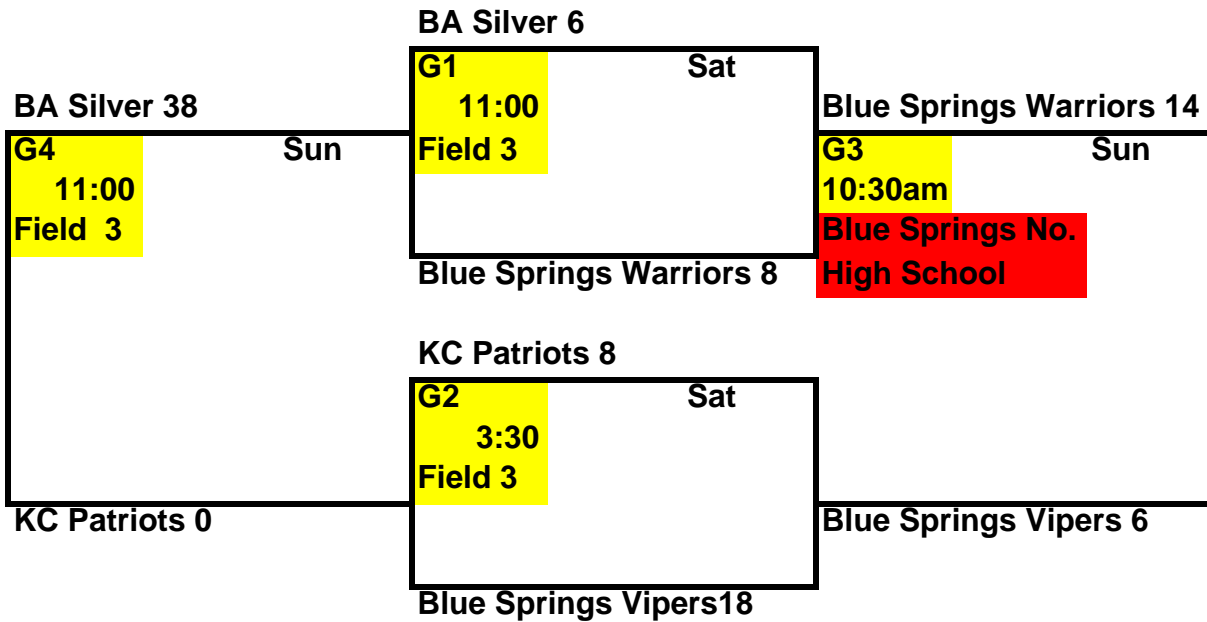 BA Silver 6
G1 Sat
11:00
Field 3
Blue Springs Warriors 8
BA Silver 38
G4 Sun
11:00
Field 3
KC Patriots 0
Blue Springs Warriors 14
G3 Sun
10:30am
Blue Springs No.
High School
Blue Springs Vipers 6
KC Patriots 8
G2 Sat
3:30
Field 3
Blue Springs Vipers18